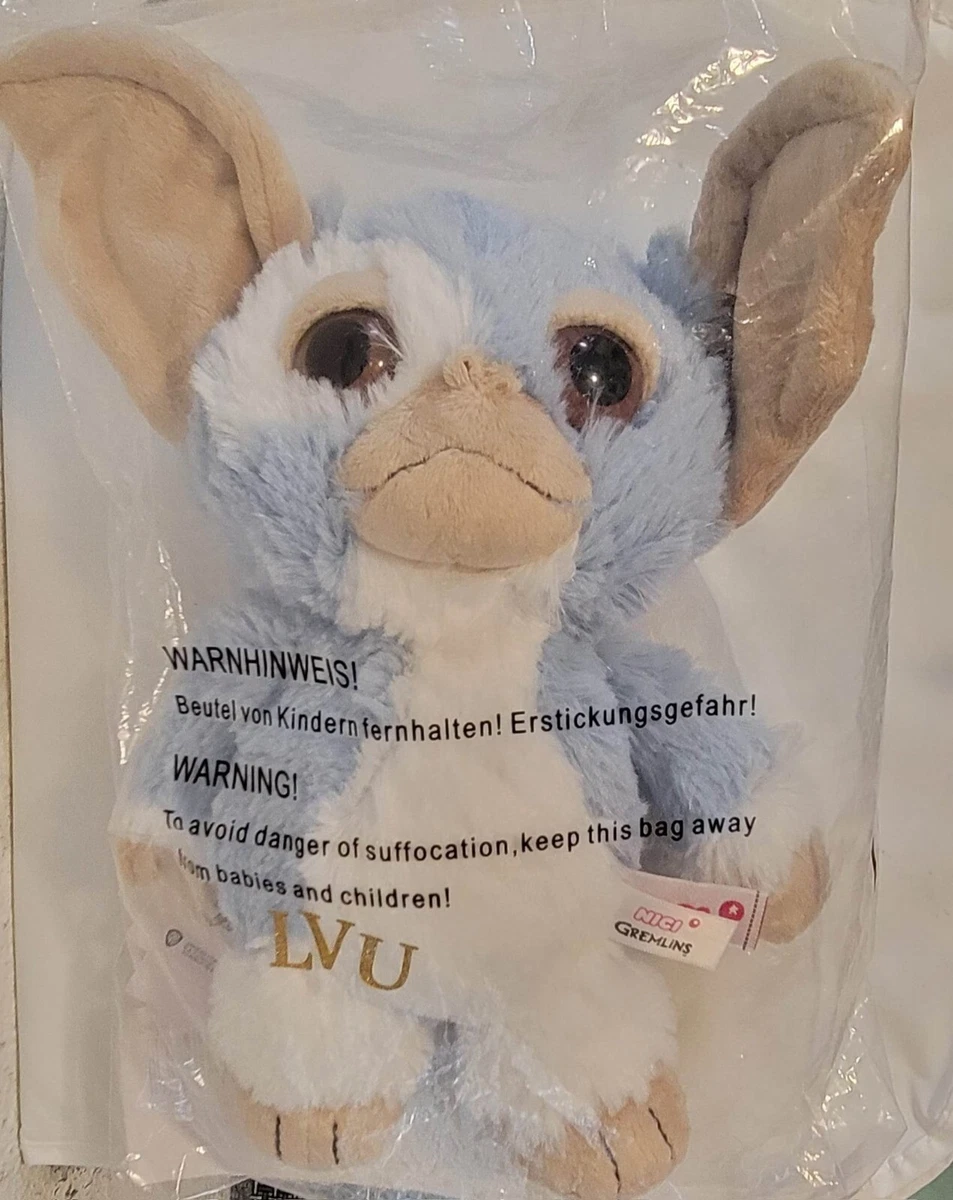 WARNHINWEIS!
Beutel von Kindern fernhalten! Erstickungsgefahr!
WARNING!
To avoid danger of suffocation,keep this bag away
from babies and children!
LVU
NICI
GREMLINS